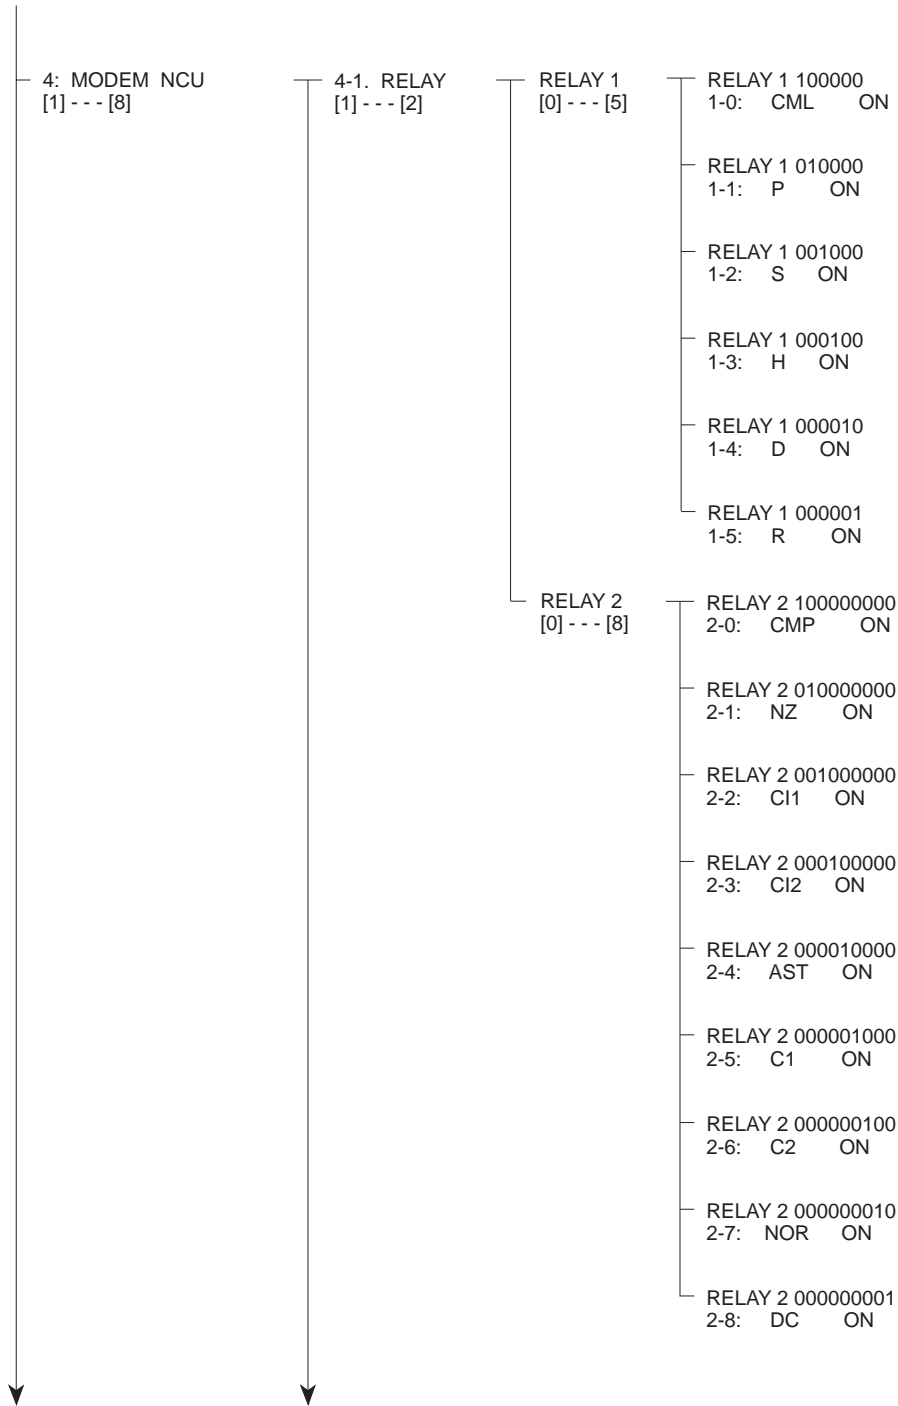 4: MODEM NCU
[1] - - - [8]
4-1. RELAY
[1] - - - [2]
RELAY 1
[0] - - - [5]
RELAY 1 100000
1-0: CML ON
RELAY 1 010000
1-1: P ON
RELAY 1 001000
1-2: S ON
RELAY 1 000100
1-3: H ON
RELAY 1 000010
1-4: D ON
RELAY 1 000001
1-5: R ON
RELAY 2
[0] - - - [8]
RELAY 2 100000000
2-0: CMP ON
RELAY 2 010000000
2-1: NZ ON
RELAY 2 001000000
2-2: CI1 ON
RELAY 2 000100000
2-3: CI2 ON
RELAY 2 000010000
2-4: AST ON
RELAY 2 000001000
2-5: C1 ON
RELAY 2 000000100
2-6: C2 ON
RELAY 2 000000010
2-7: NOR ON
RELAY 2 000000001
2-8: DC ON